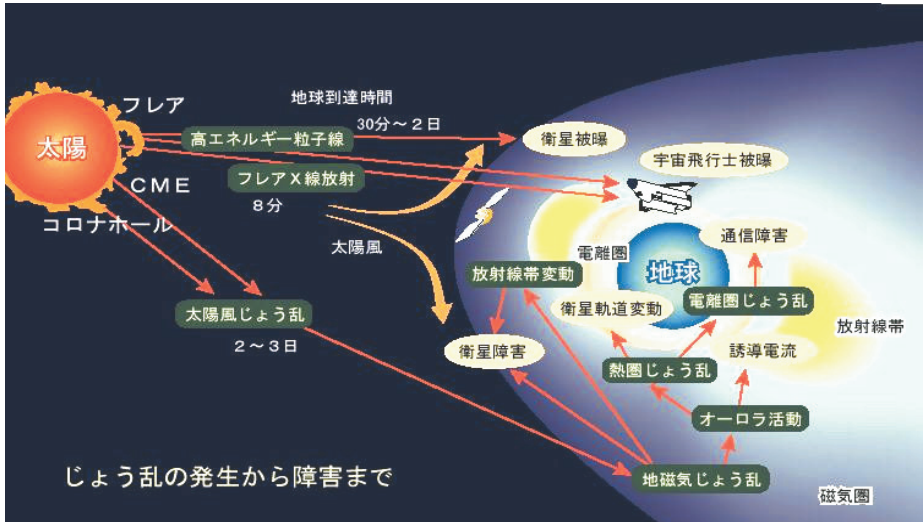 フレア
太陽
CME
コロナホール
地球到達時間
30分～2日
高エネルギー粒子線
フレアX線放射
8分
太陽風
太陽風じょう乱
2～3日
衛星被曝
宇宙飛行士被曝
通信障害
電離圏
地球
放射線帯変動
電離圏じょう乱
衛星軌道変動
放射線帯
衛星障害
誘導電流
熱圏じょう乱
オーロラ活動
地磁気じょう乱
磁気圏
じょう乱の発生から障害まで